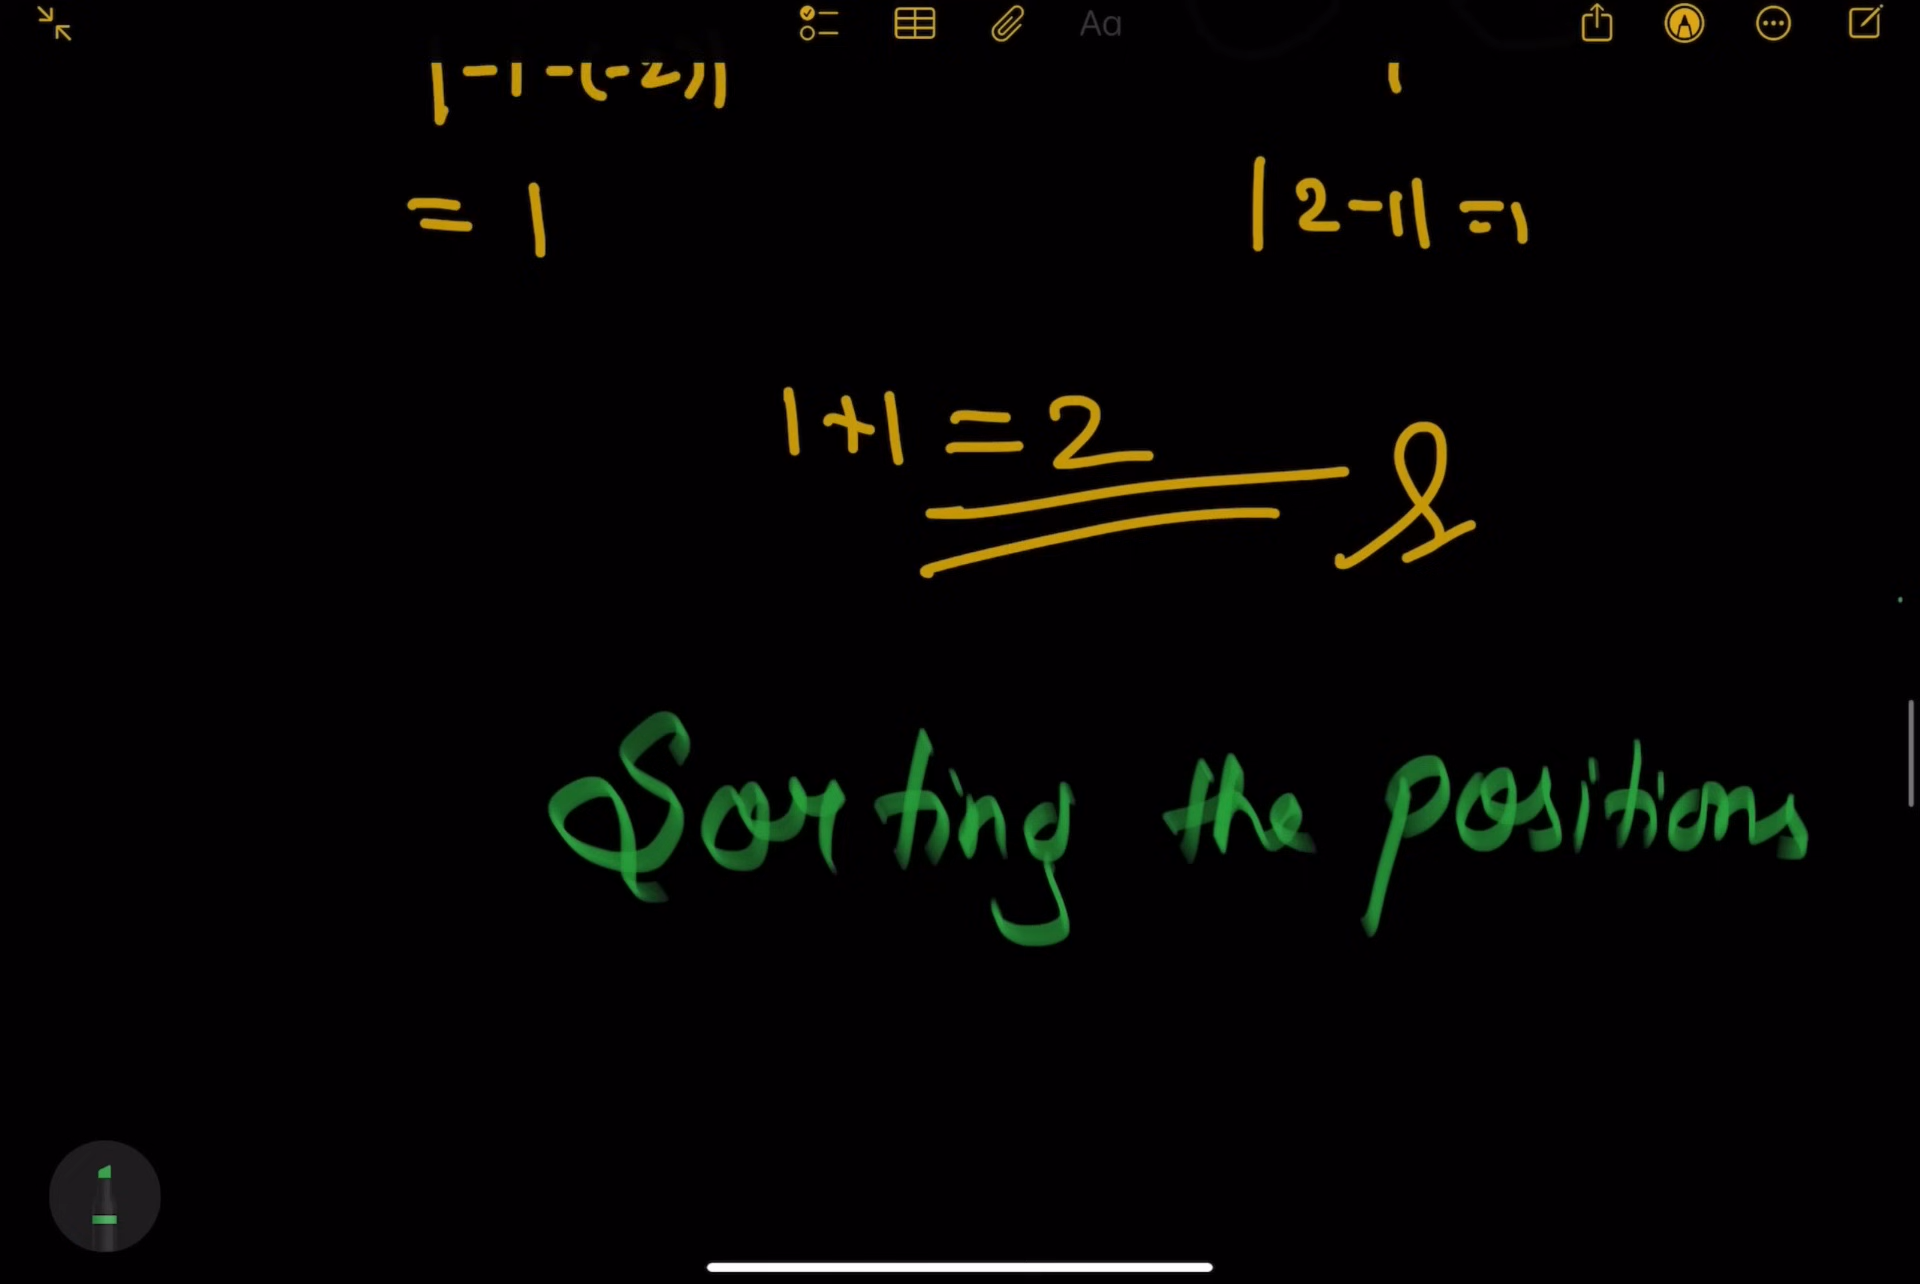 Aa
|-1-(-2)|
= 1
|2-1| =1
1+1 = 2
Sorting the positions